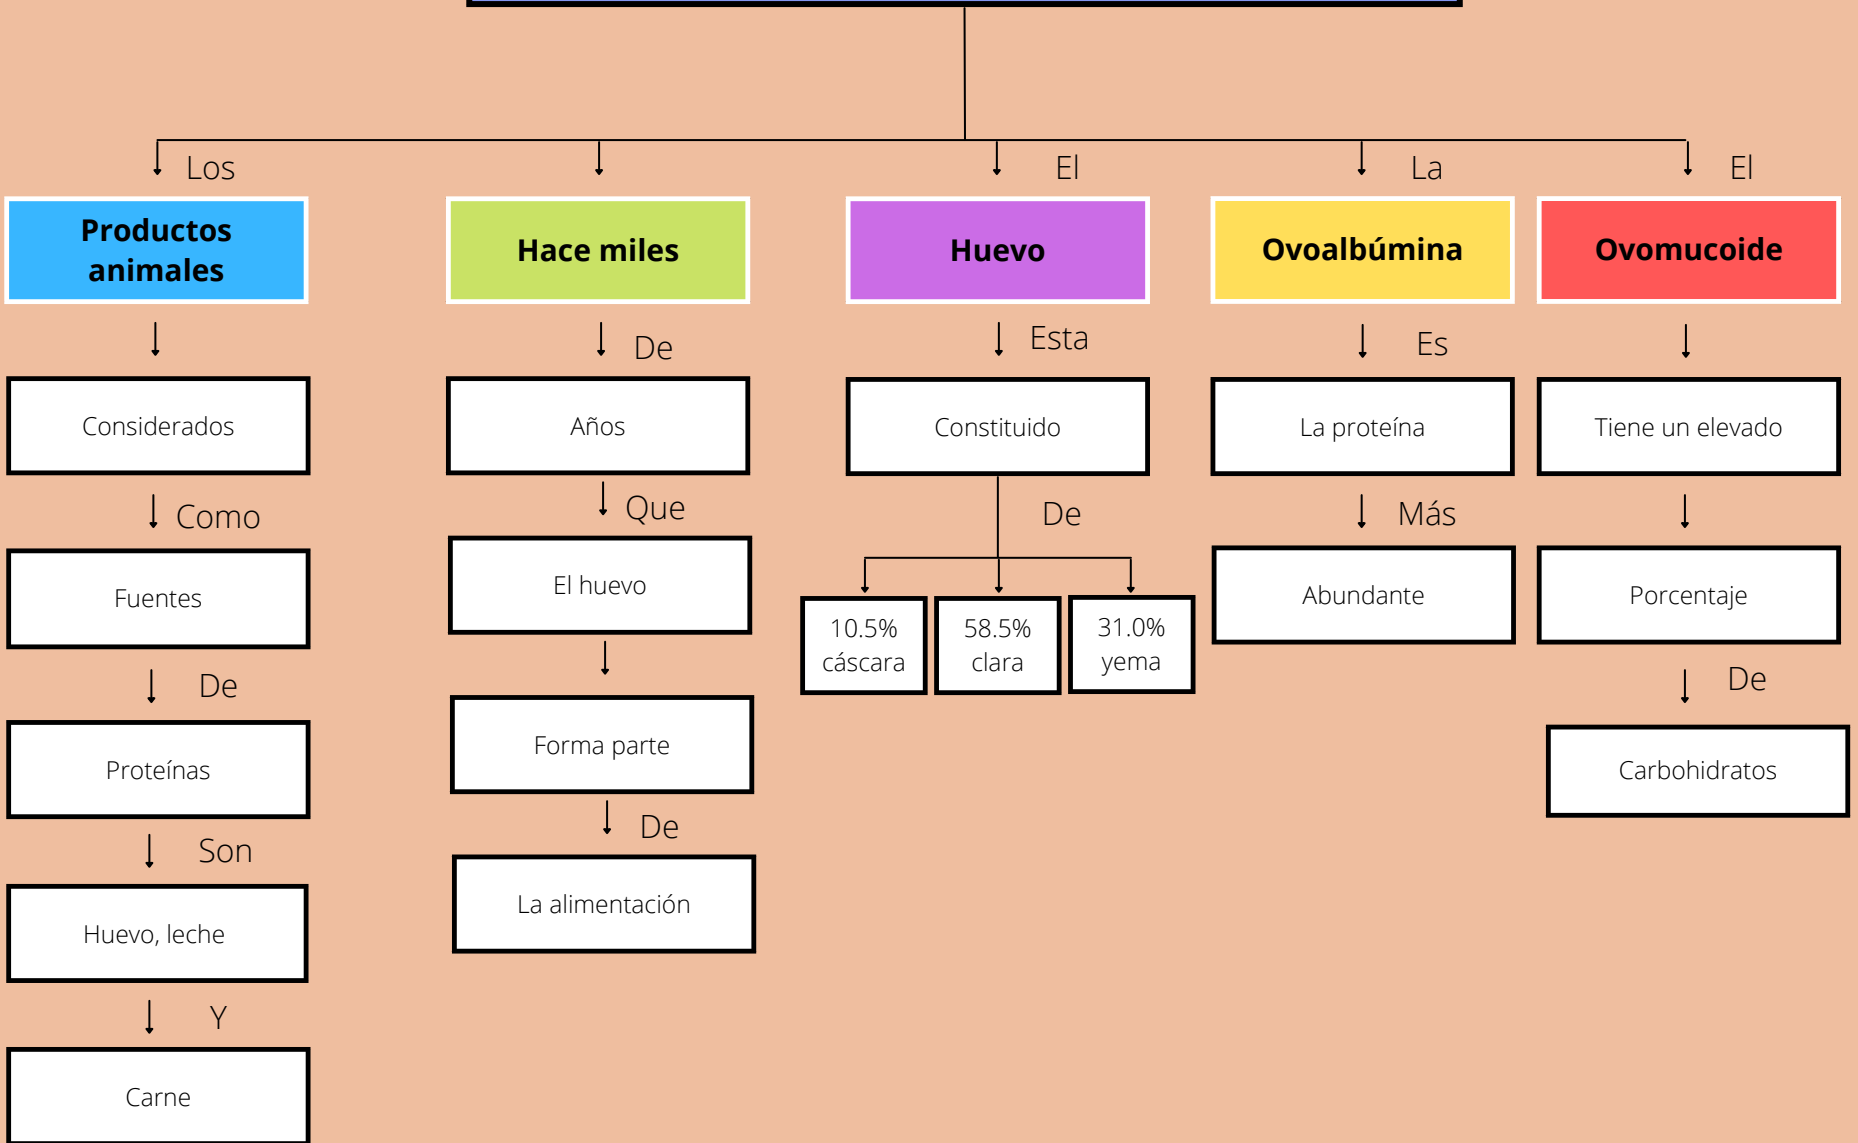 Los
Productos
animales
Considerados
Como
Fuentes
De
Proteínas
Son
Huevo, leche
Y
Carne
Hace miles
De
Años
Que
El huevo
Forma parte
De
La alimentación
El
Huevo
Esta
Constituido
De
10.5%
cáscara
58.5%
clara
31.0%
yema
La
Ovoalbúmina
Es
La proteína
Más
Abundante
El
Ovomucoide
Tiene un elevado
Porcentaje
De
Carbohidratos